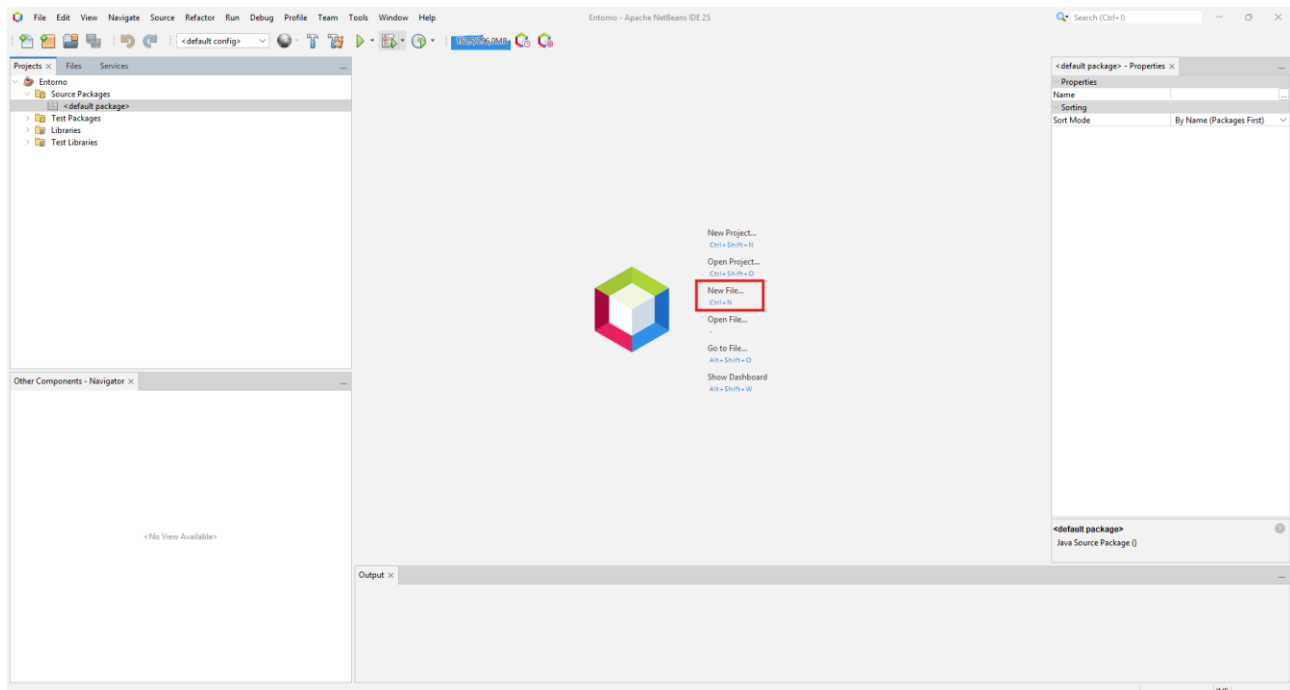 File Edit View Navigate Source Refactor Run Debug Profile Team Tools Window Help
Entorno - Apache NetBeans IDE 25
Search (Ctrl+I)
<default config>
Projects Files Services
Entorno
Source Packages
<default package>
Test Packages
Libraries
Test Libraries
New Project...
Ctrl+Shift+N
Open Project...
Ctrl+Shift+O
New File...
Ctrl+N
Open File...
-
Go to File...
Alt+Shift+O
Show Dashboard
Alt+Shift+W
Other Components - Navigator
<No View Available>
Output
<default package> - Properties
Properties
Name
...
Sorting
Sort Mode By Name (Packages First)
<default package>
Java Source Package ()